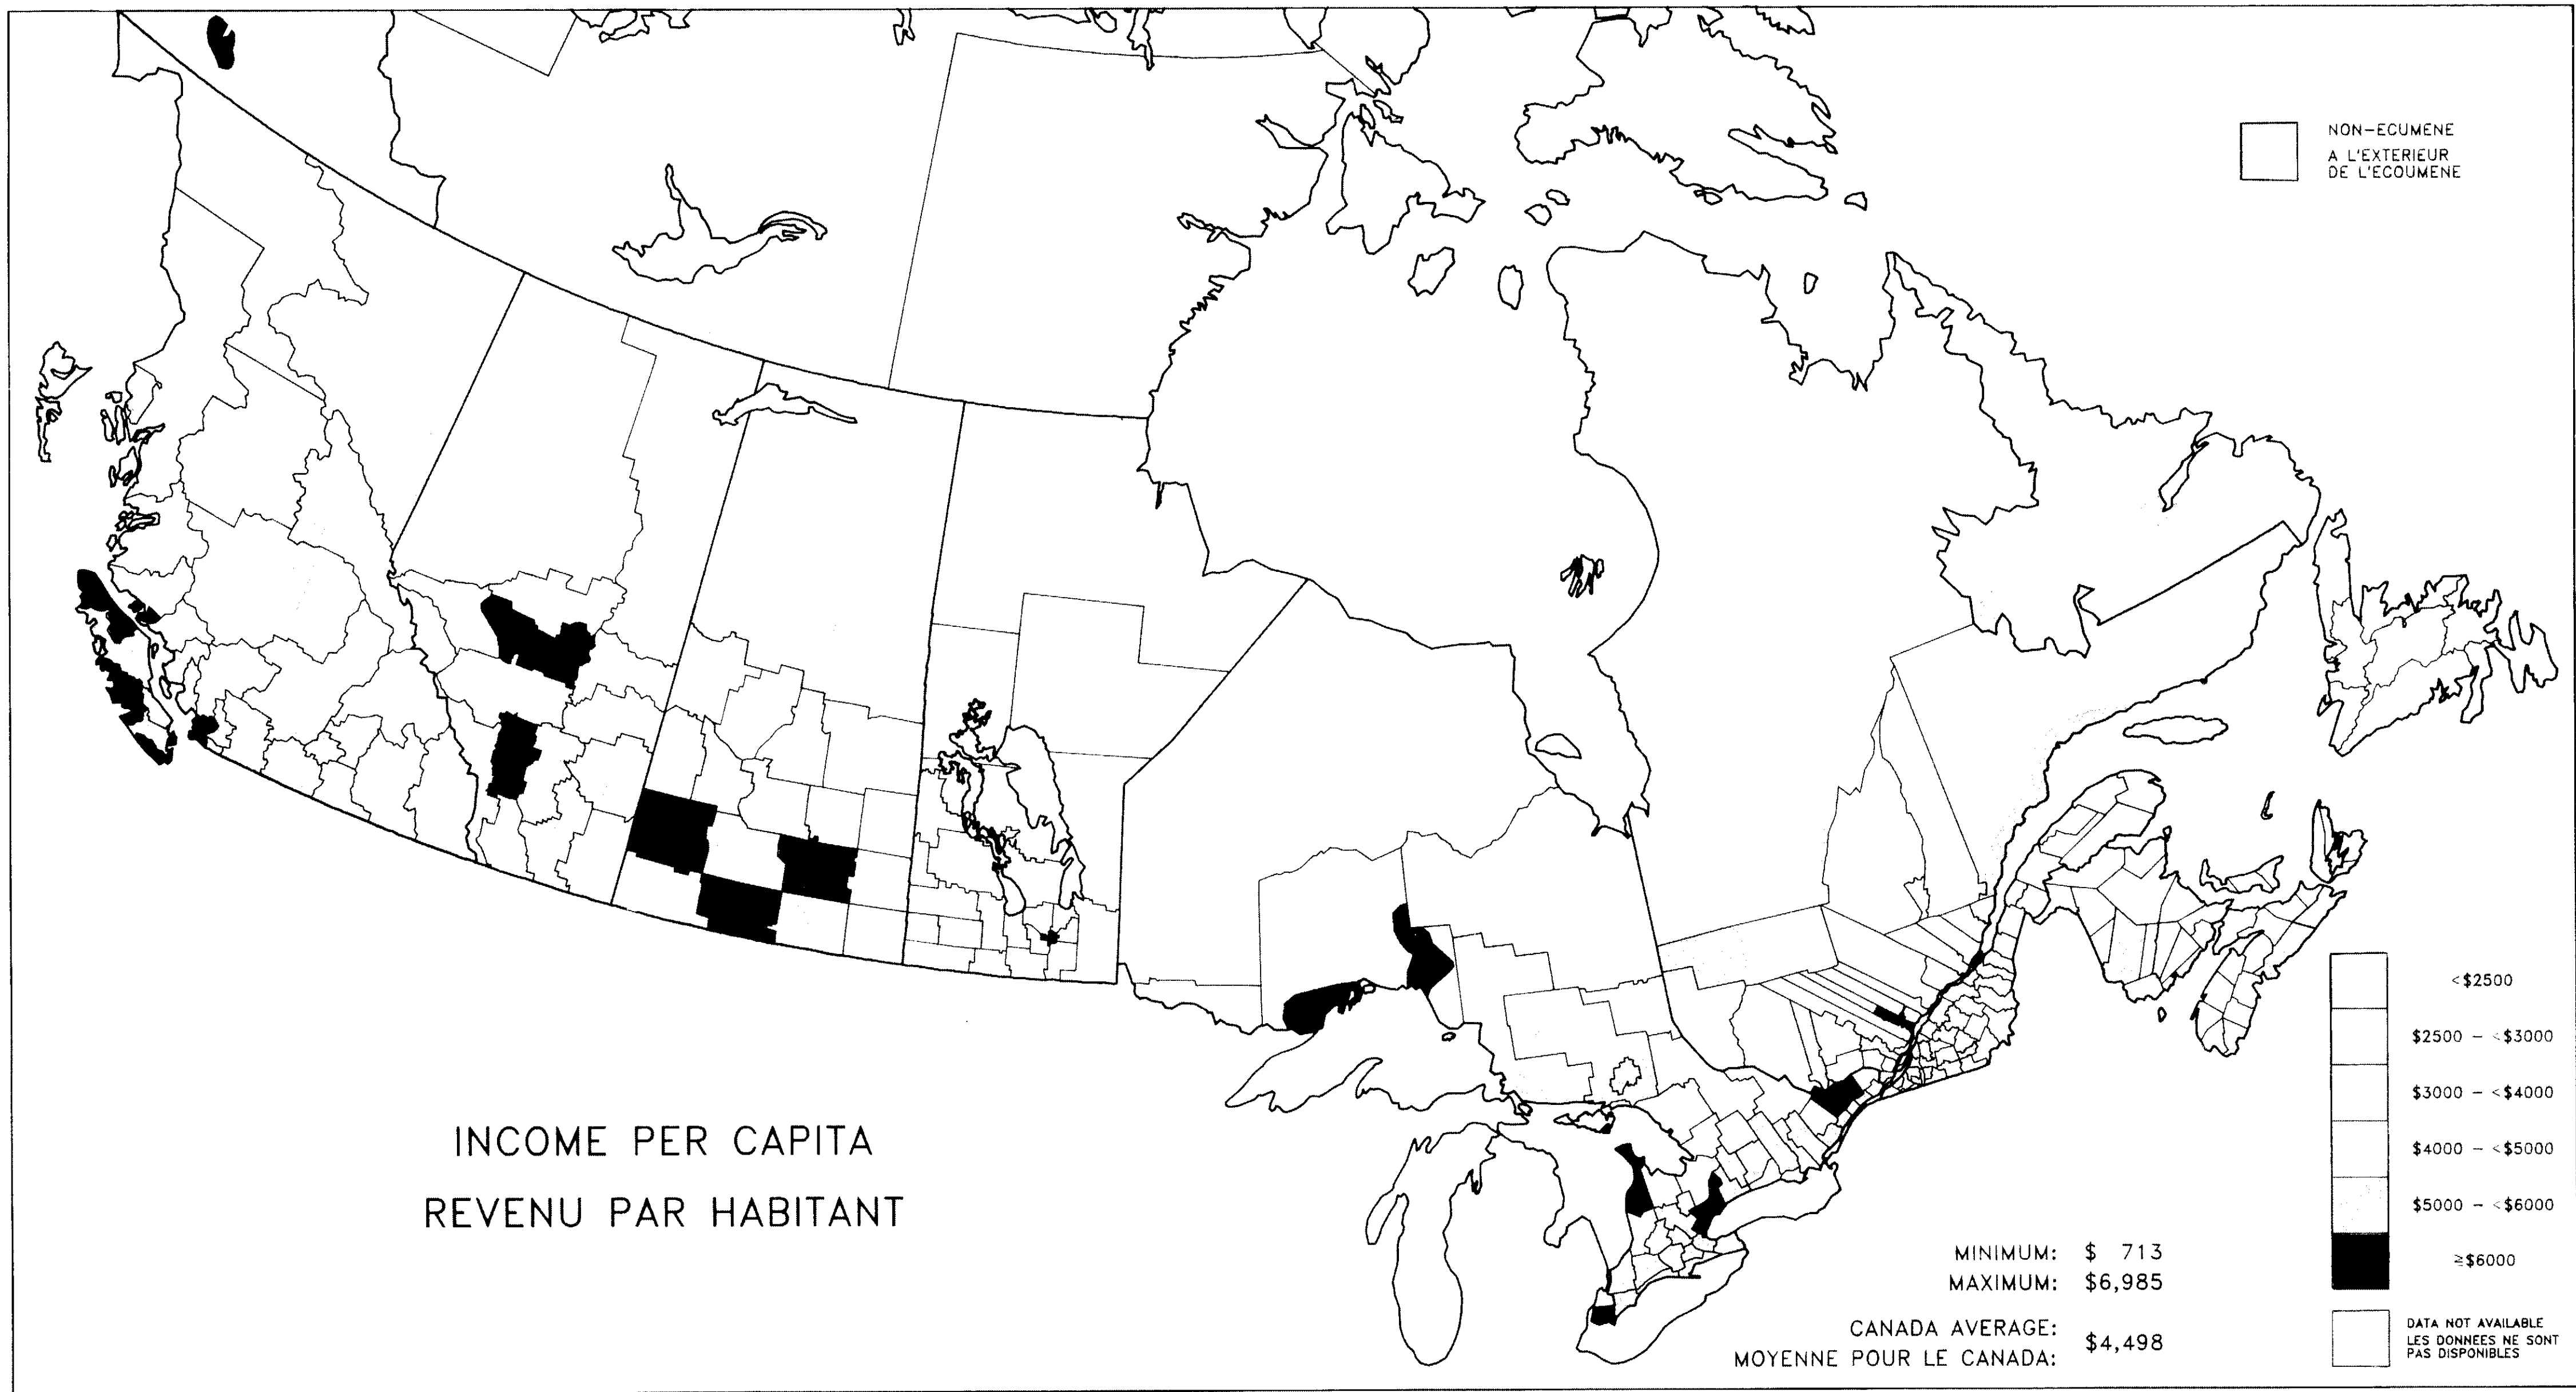 NON-ECUMENE
A L'EXTERIEUR
DE L'ECOUMENE
<$2500
$2500 - <$3000
$3000 - <$4000
$4000 - <$5000
$5000 - <$6000
≥$6000
DATA NOT AVAILABLE
LES DONNEES NE SONT
PAS DISPONIBLES
INCOME PER CAPITA
REVENU PAR HABITANT
MINIMUM: $ 713
MAXIMUM: $6,985
CANADA AVERAGE:
MOYENNE POUR LE CANADA: $4,498